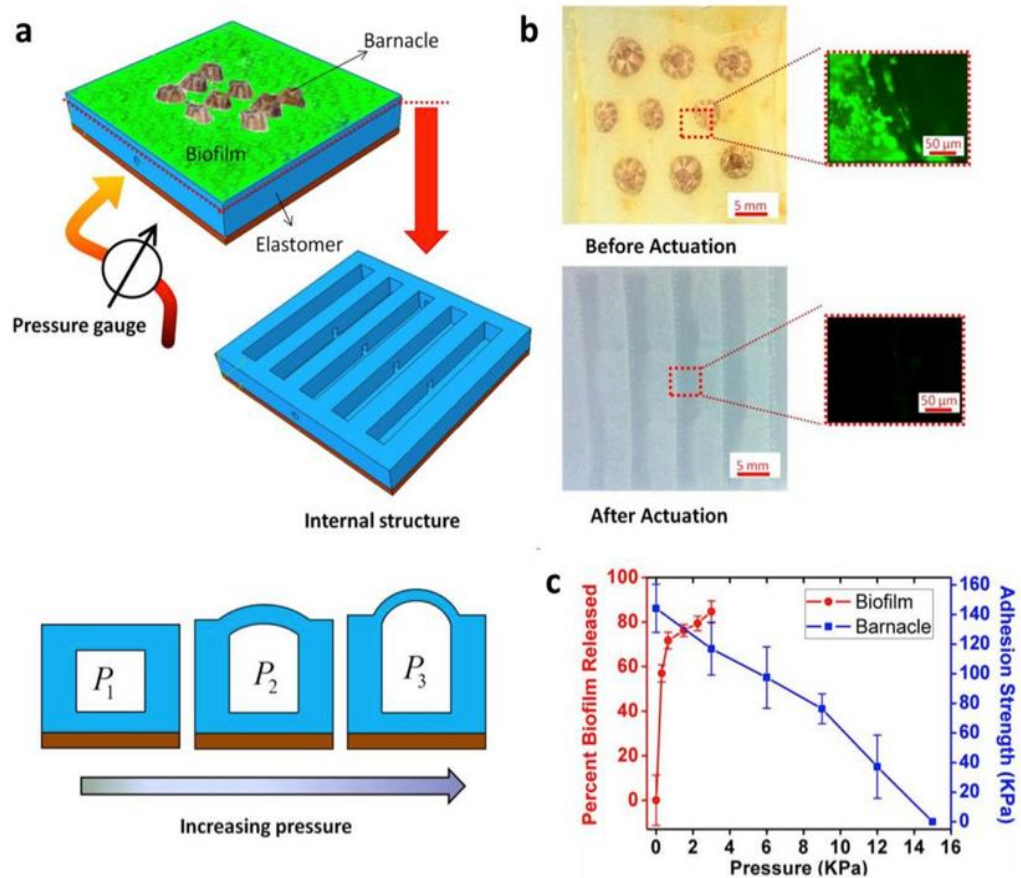 a
Barnacle
Biofilm
Elastomer
Pressure gauge
Internal structure
P1
P2
P3
Increasing pressure
b
50 µm
5 mm
Before Actuation
50 µm
5 mm
After Actuation
c
Percent Biofilm Released
100
80
60
40
20
0
Biofilm
Barnacle
160
140
120
100
80
60
40
20
0
Adhesion Strength (KPa)
0 2 4 6 8 10 12 14 16
Pressure (KPa)